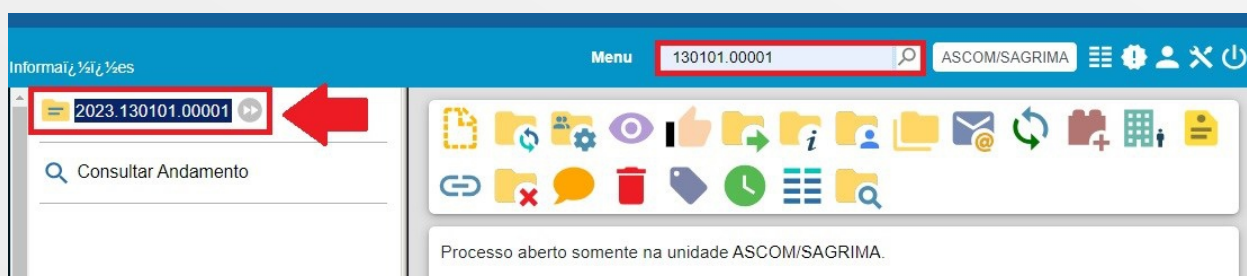 Informaï¿½ï¿½es
Menu 130101.00001 ASCOM/SAGRIMA
2023.130101.00001
Consultar Andamento
Processo aberto somente na unidade ASCOM/SAGRIMA.